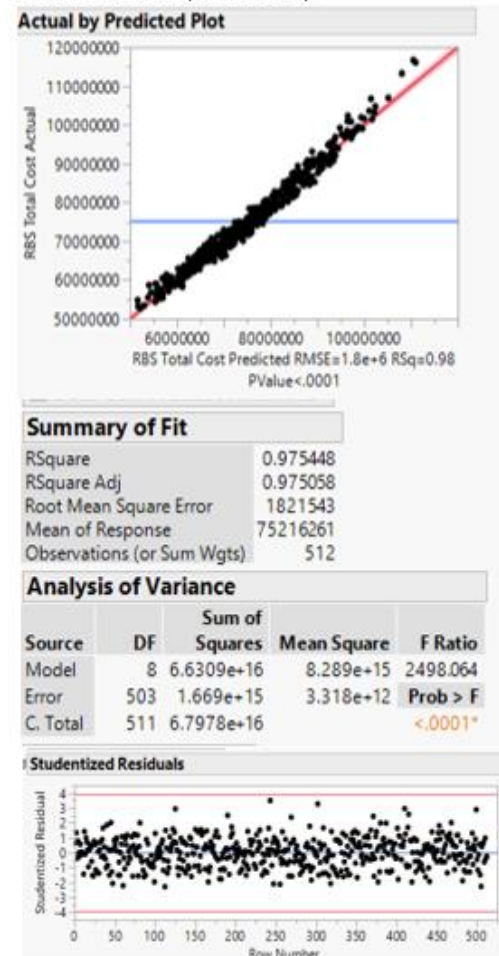 Actual by Predicted Plot
120000000
110000000
100000000
90000000
80000000
70000000
60000000
50000000
RBS Total Cost Actual
60000000 80000000 100000000
RBS Total Cost Predicted RMSE=1.8e+6 RSq=0.98
PValue<.0001
Summary of Fit
RSquare 0.975448
RSquare Adj 0.975058
Root Mean Square Error 1821543
Mean of Response 75216261
Observations (or Sum Wgts) 512
Analysis of Variance
Sum of
Source DF Squares Mean Square F Ratio
Model 8 6.6309e+16 8.289e+15 2498.064
Error 503 1.669e+15 3.318e+12 Prob > F
C. Total 511 6.7978e+16 <.0001*
Studentized Residuals
4
3
2
1
0
-1
-2
-3
-4
Studentized Residual
0 50 100 150 200 250 300 350 400 450 500
Row Number